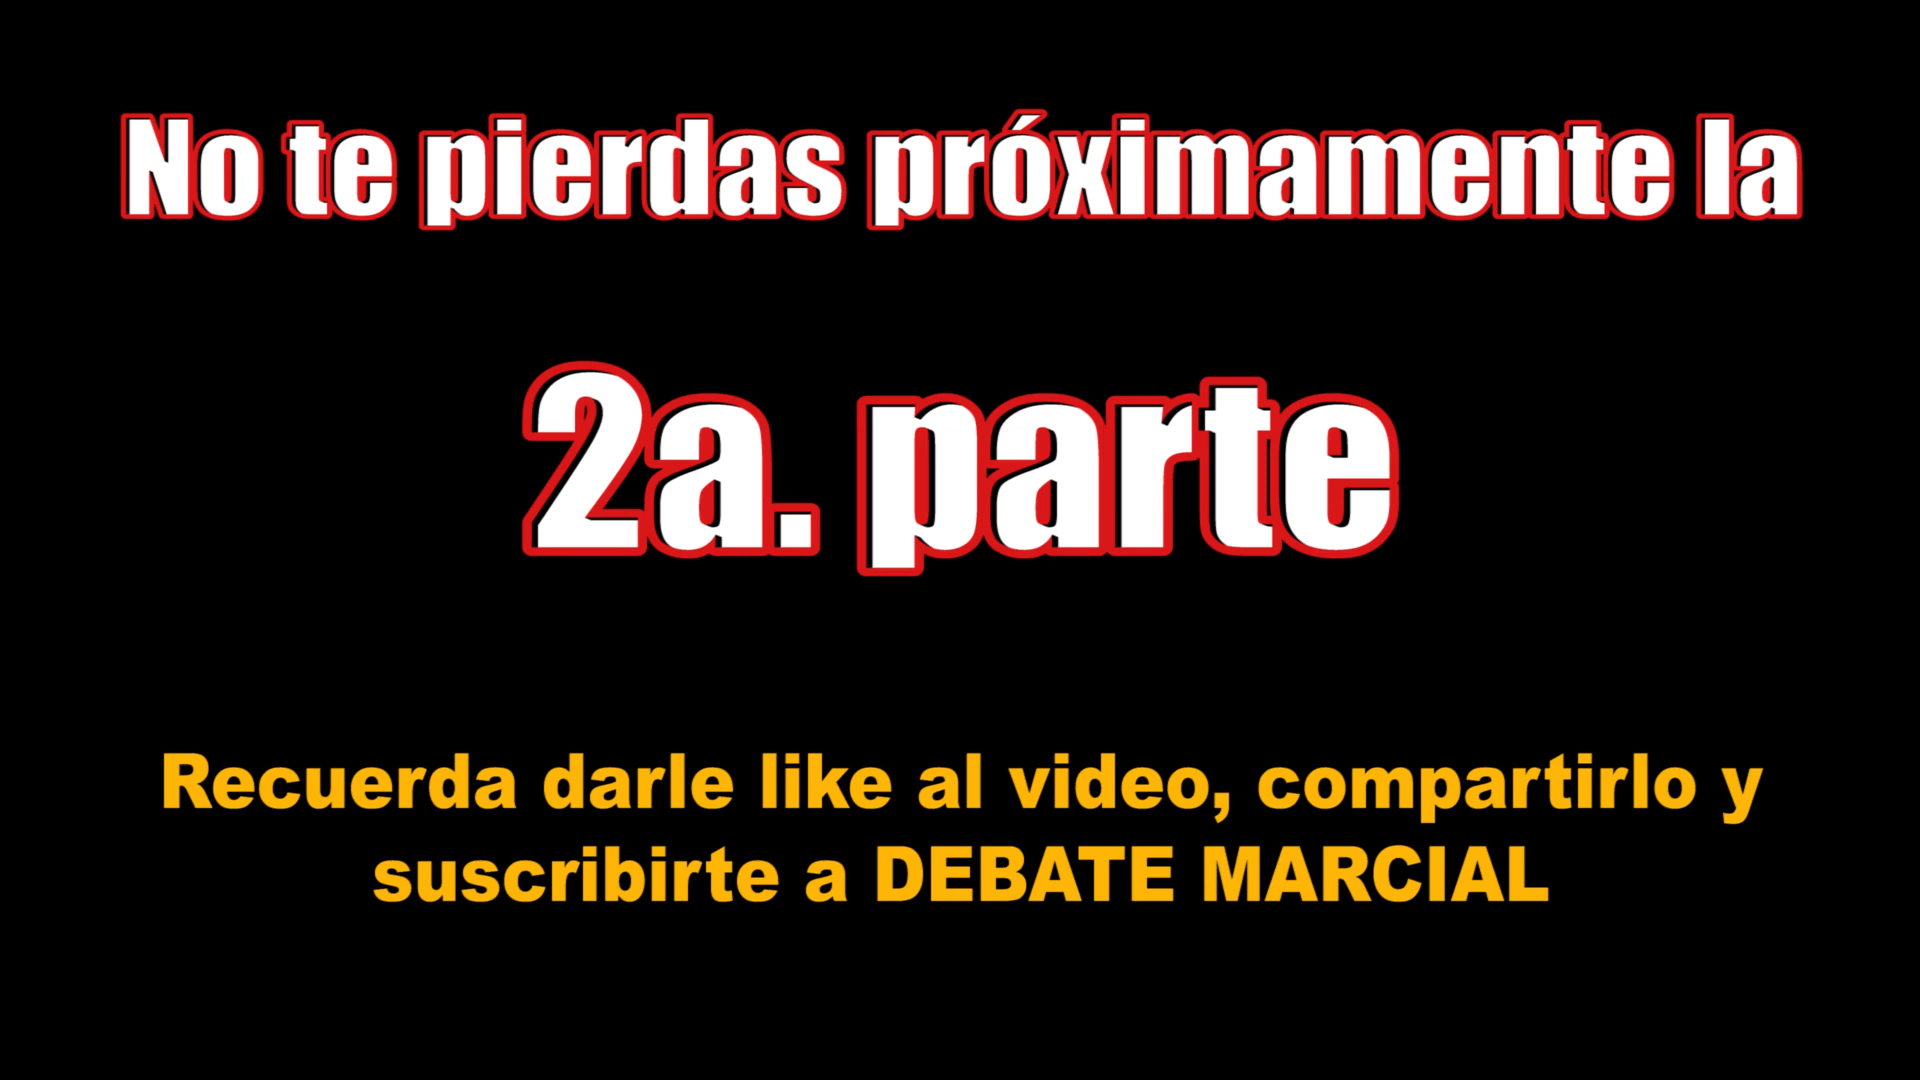 No te pierdas próximamente la
2a. parte
Recuerda darle like al video, compartirlo y
suscribirte a DEBATE MARCIAL